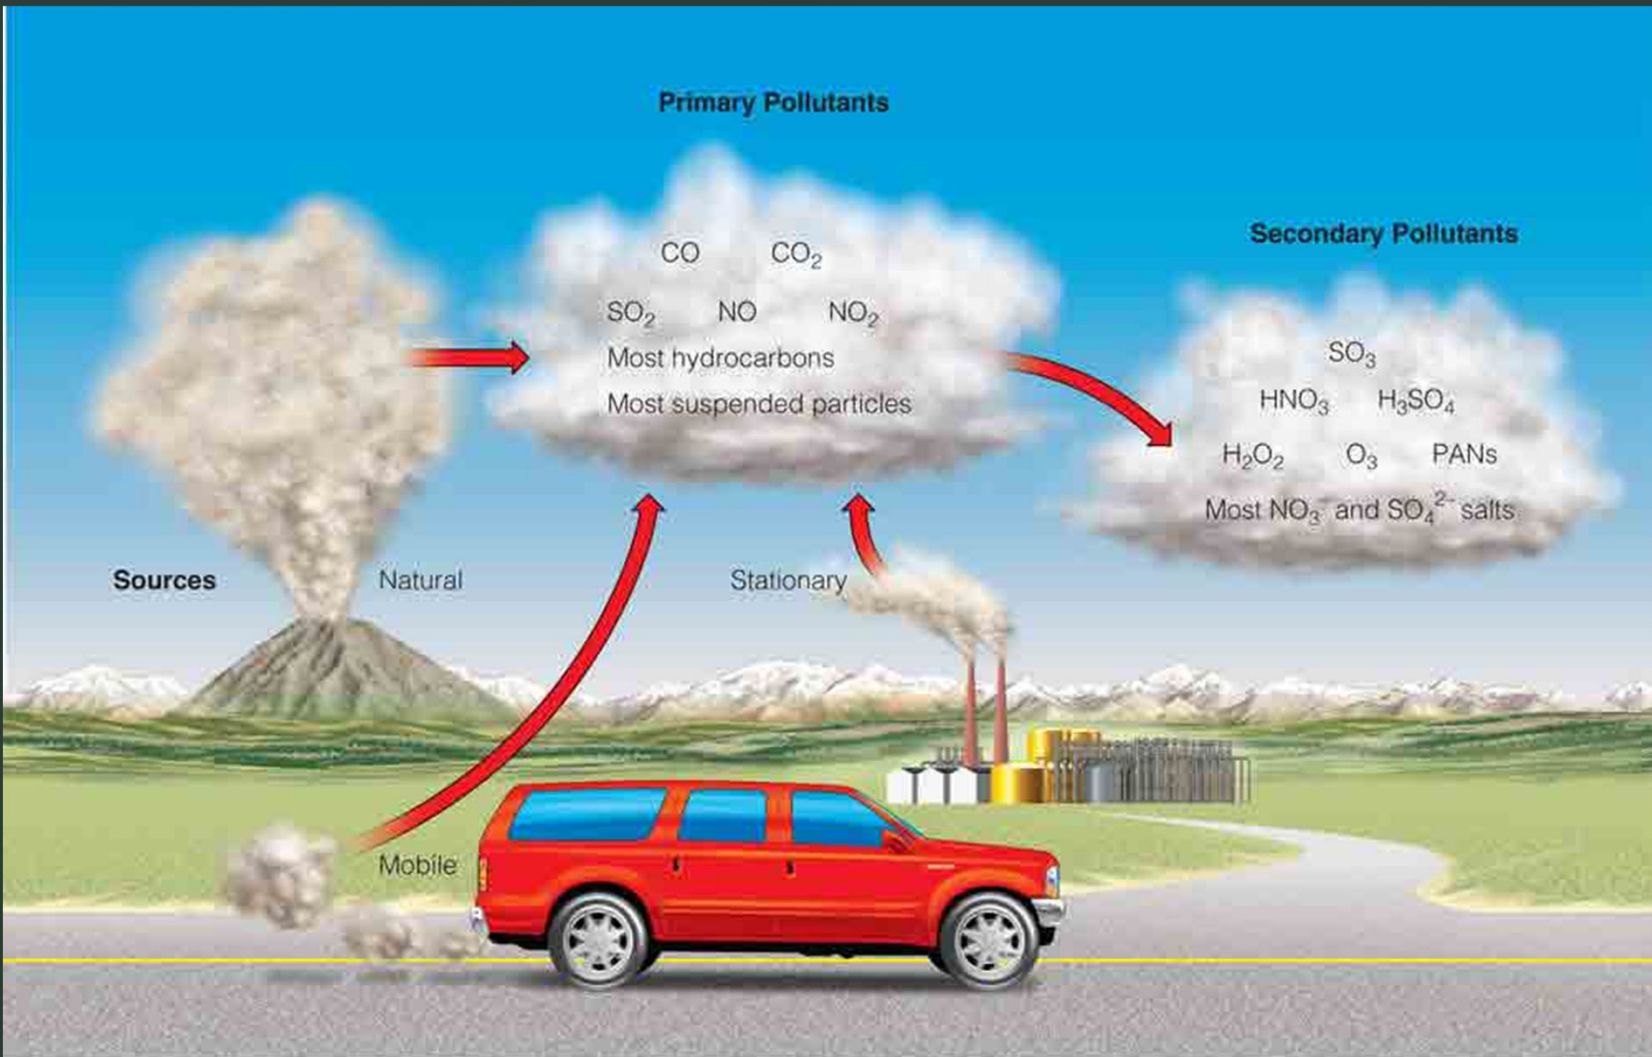 Primary Pollutants
CO CO₂
SO₂ NO NO₂
Most hydrocarbons
Most suspended particles
Secondary Pollutants
SO₃
HNO₃ H₃SO₄
H₂O₂ O₃ PANs
Most NO₃⁻ and SO₄²⁻ salts
Sources
Natural
Stationary
Mobile